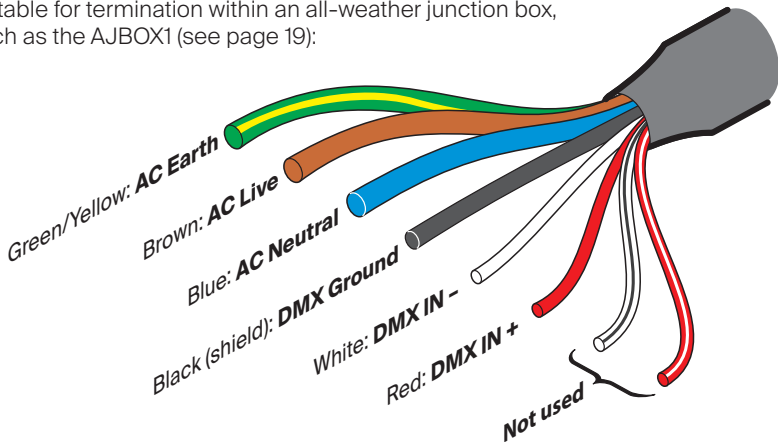 table for termination within an all-weather junction box,
ch as the AJBOX1 (see page 19):
Green/Yellow: AC Earth
Brown: AC Live
Blue: AC Neutral
Black (shield): DMX Ground
White: DMX IN –
Red: DMX IN +
Not used